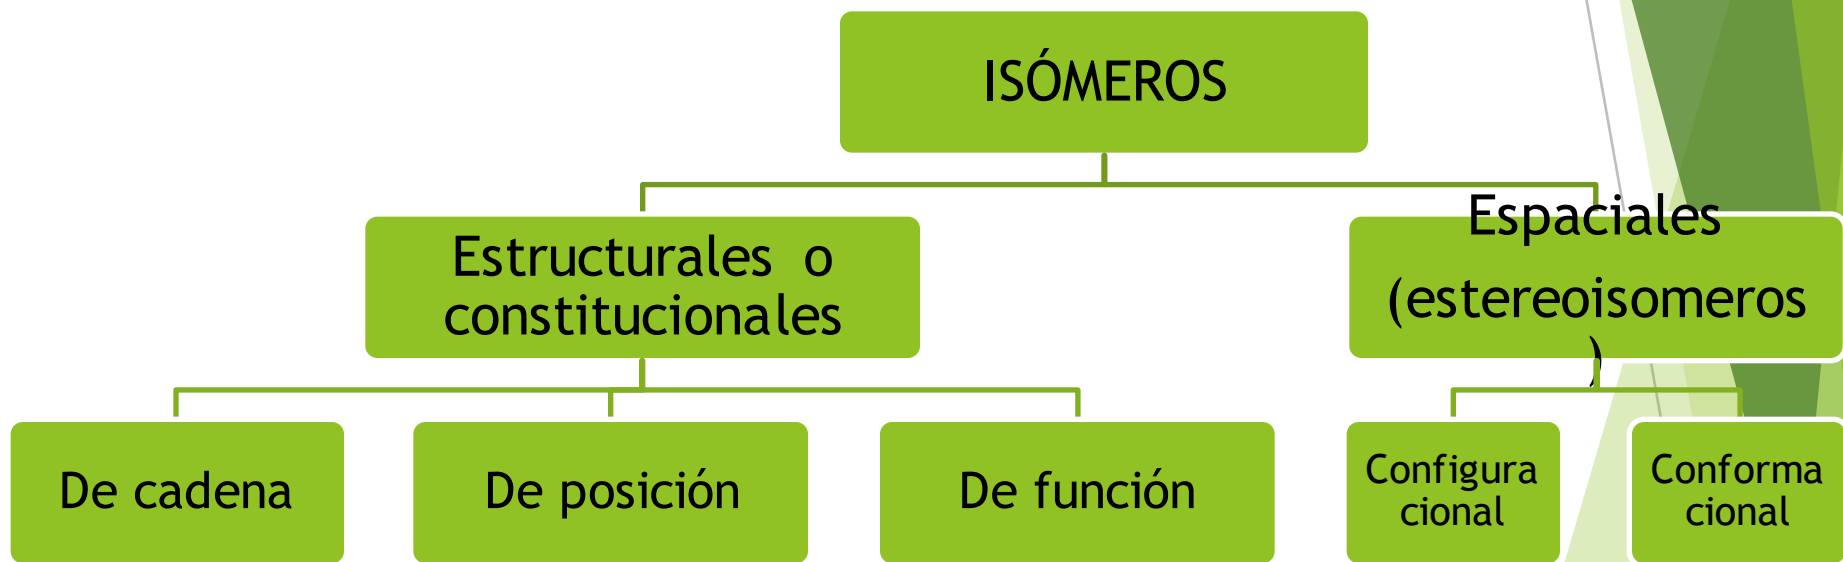 ISÓMEROS
Estructurales o
constitucionales
Espaciales
(estereoisomeros
)
De cadena
De posición
De función
Configura
cional
Conforma
cional